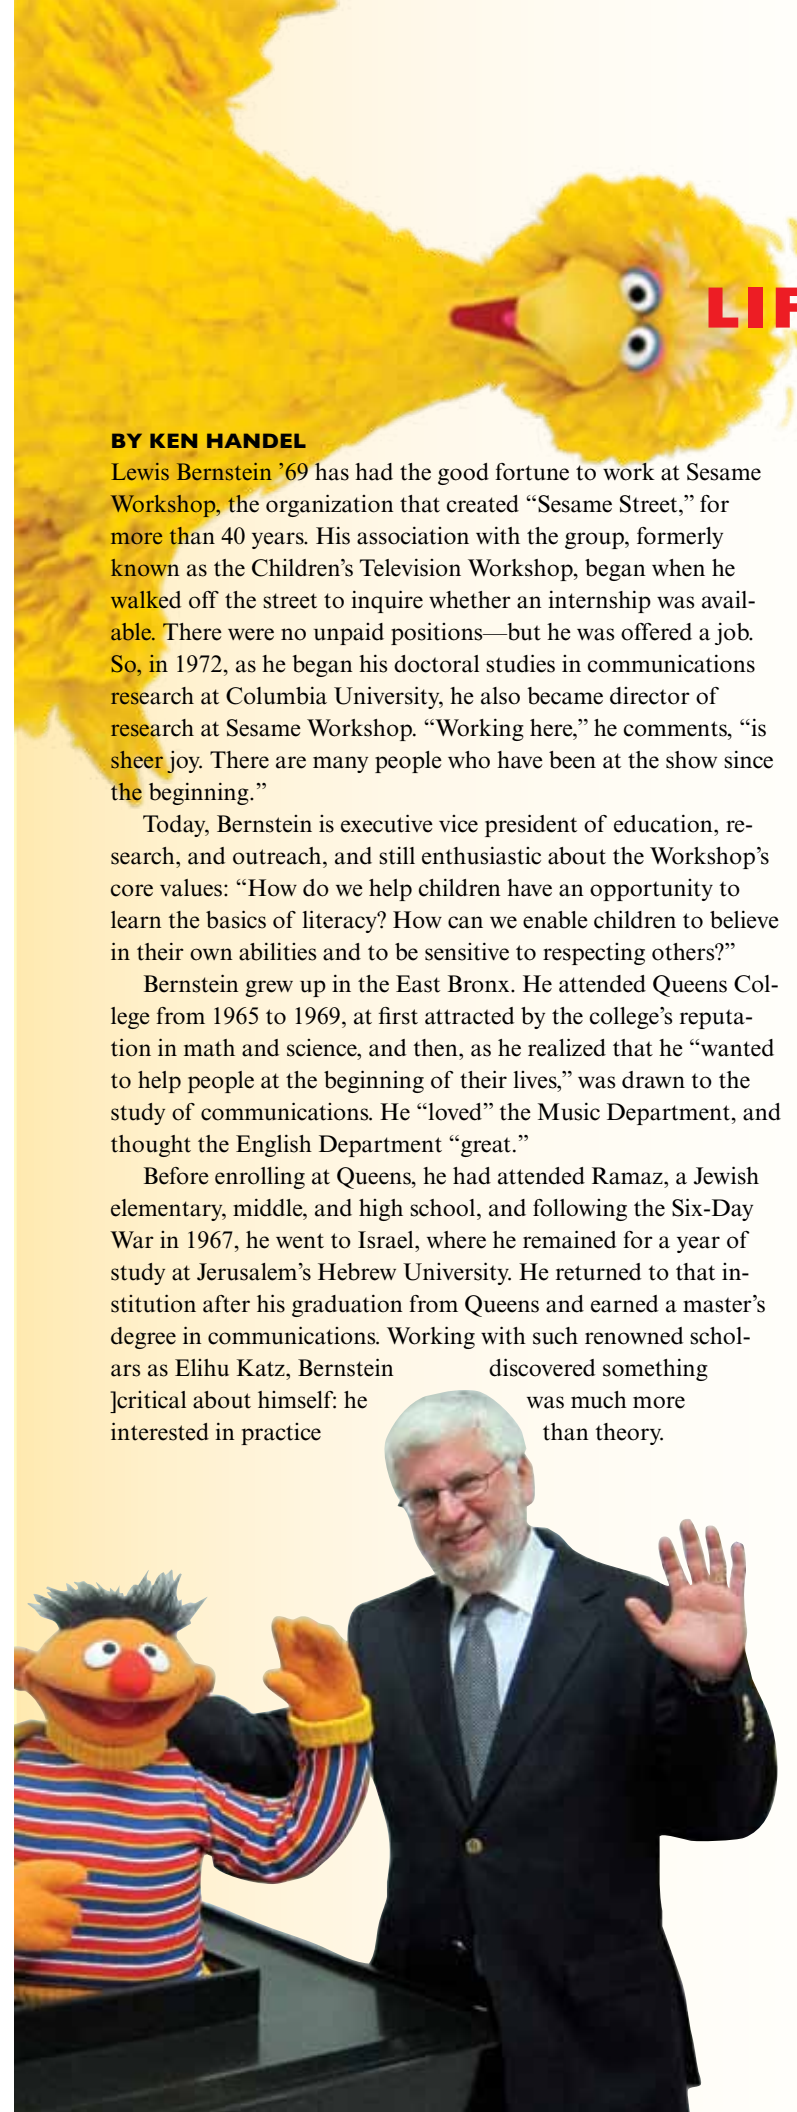 LIF
BY KEN HANDEL
Lewis Bernstein ’69 has had the good fortune to work at Sesame
Workshop, the organization that created “Sesame Street,” for
more than 40 years. His association with the group, formerly
known as the Children’s Television Workshop, began when he
walked off the street to inquire whether an internship was avail-
able. There were no unpaid positions—but he was offered a job.
So, in 1972, as he began his doctoral studies in communications
research at Columbia University, he also became director of
research at Sesame Workshop. “Working here,” he comments, “is
sheer joy. There are many people who have been at the show since
the beginning.”
Today, Bernstein is executive vice president of education, re-
search, and outreach, and still enthusiastic about the Workshop’s
core values: “How do we help children have an opportunity to
learn the basics of literacy? How can we enable children to believe
in their own abilities and to be sensitive to respecting others?”
Bernstein grew up in the East Bronx. He attended Queens Col-
lege from 1965 to 1969, at first attracted by the college’s reputa-
tion in math and science, and then, as he realized that he “wanted
to help people at the beginning of their lives,” was drawn to the
study of communications. He “loved” the Music Department, and
thought the English Department “great.”
Before enrolling at Queens, he had attended Ramaz, a Jewish
elementary, middle, and high school, and following the Six-Day
War in 1967, he went to Israel, where he remained for a year of
study at Jerusalem’s Hebrew University. He returned to that in-
stitution after his graduation from Queens and earned a master’s
degree in communications. Working with such renowned schol-
ars as Elihu Katz, Bernstein discovered something
]critical about himself: he was much more
interested in practice than theory.